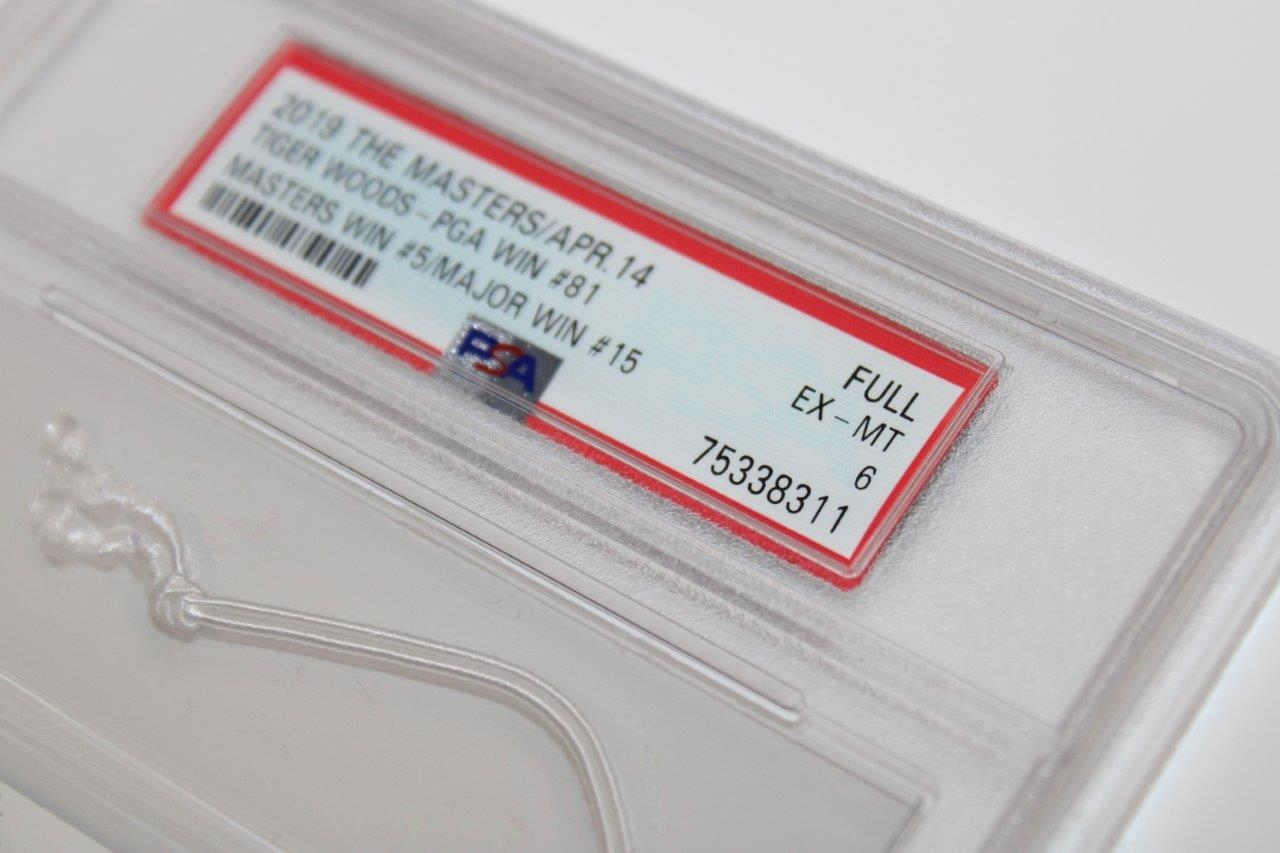 2019 THE MASTERS/APR.14
TIGER WOODS - PGA WIN #81
MASTERS WIN #5/MAJOR WIN #15
FULL
EX - MT
6
75338311
PSA